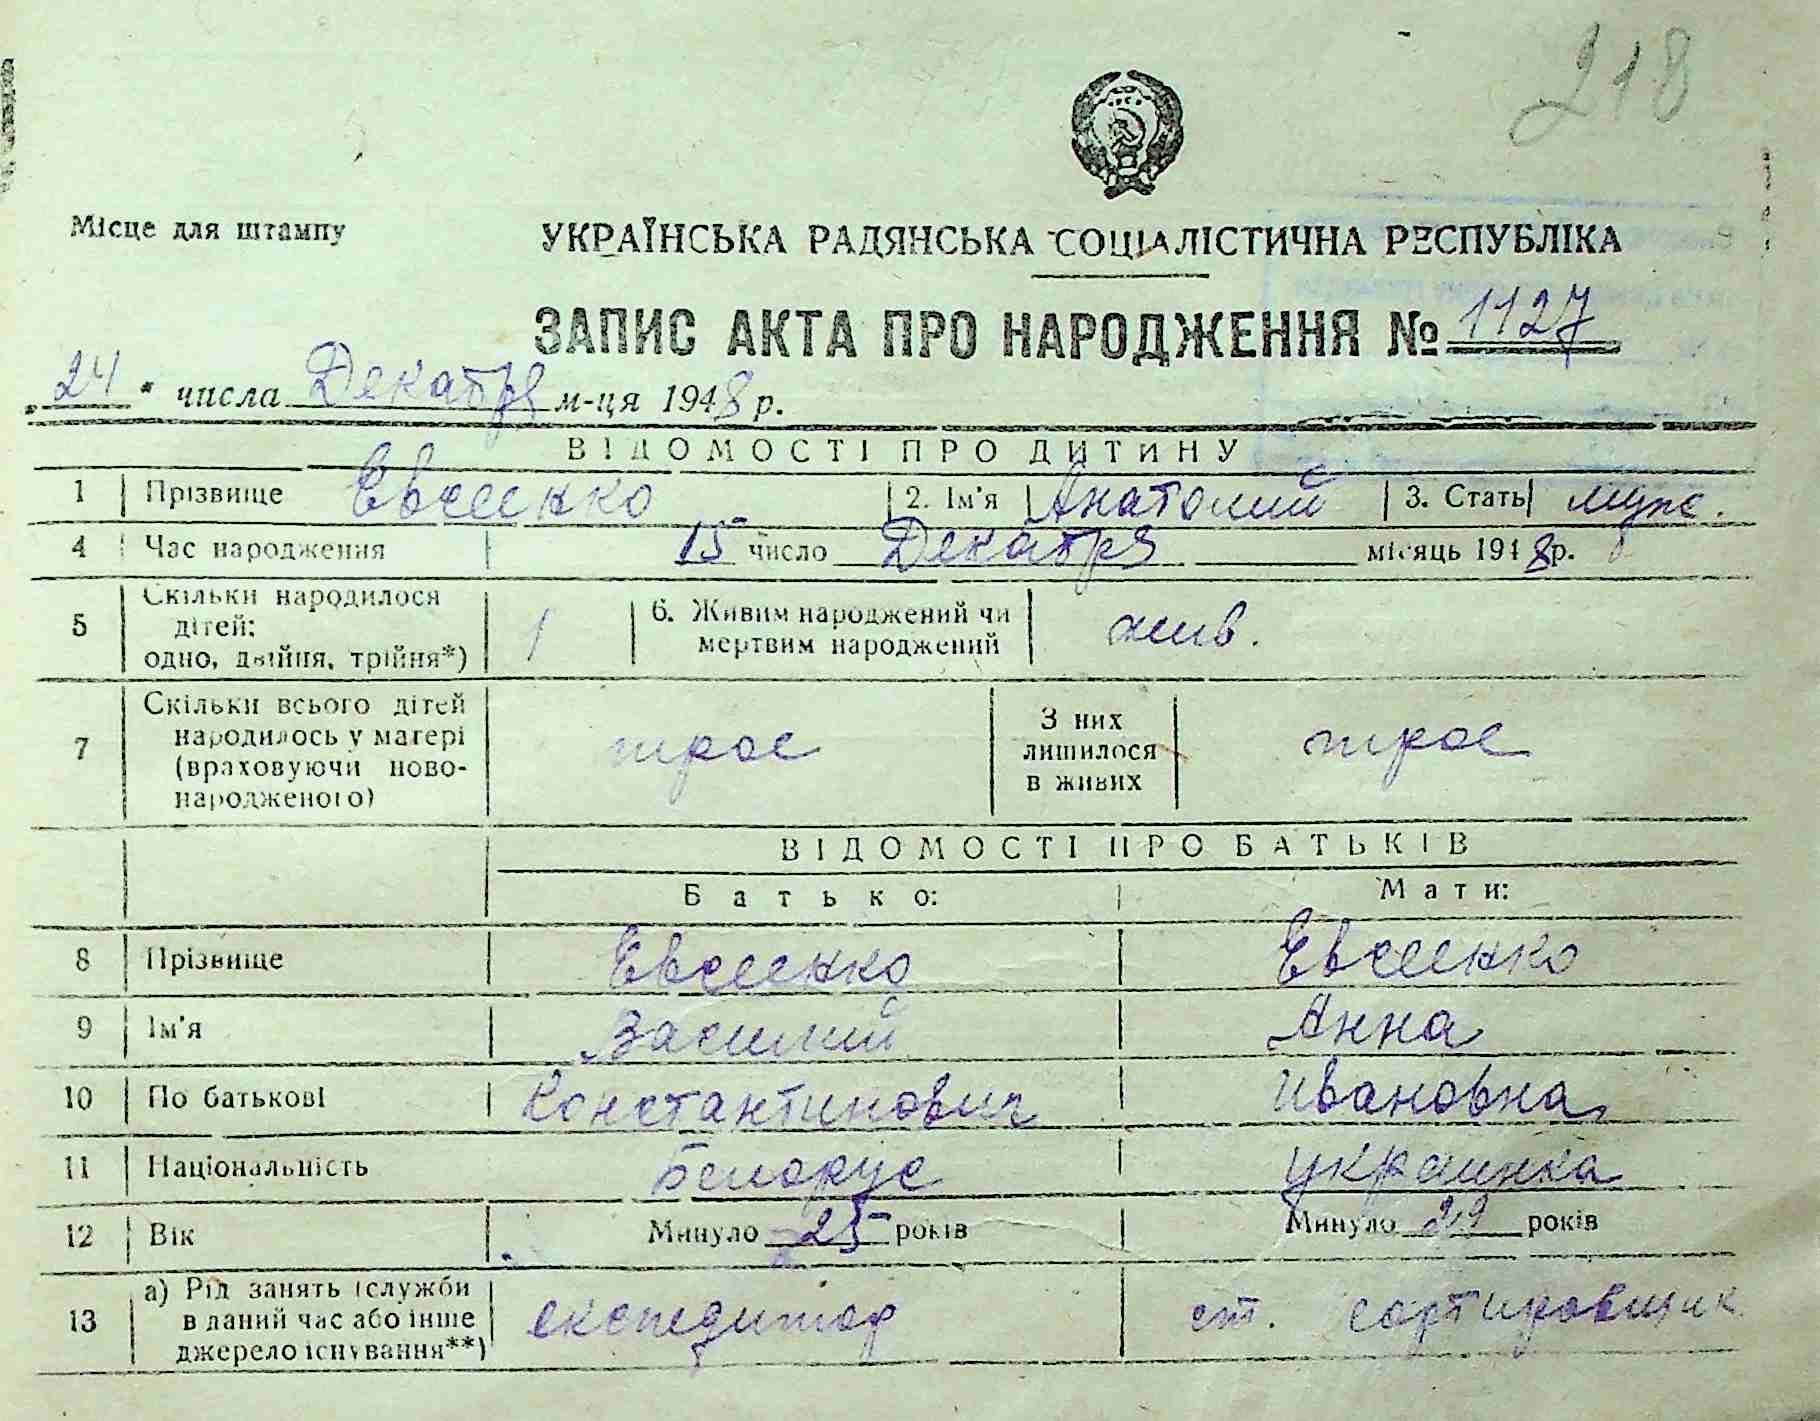 218
Місце для штампу
УКРАЇНСЬКА РАДЯНСЬКА СОЦІАЛІСТИЧНА РЕСПУБЛІКА
ЗАПИС АКТА ПРО НАРОДЖЕННЯ № 1127
„24" числа Декабря м-ця 1948 р.
ВІДОМОСТІ ПРО ДИТИНУ
1 Прізвище Евсеенко 2. Ім'я Анатолий 3. Стать муж.
4 Час народження 15 число Декабря місяць 1948 р.
5 Скільки народилося дітей: одно, двійня, трійня*) 1 6. Живим народжений чи мертвим народжений жив.
7 Скільки всього дітей народилось у матері (враховуючи новонародженого) трое З них лишилося в живих трое
ВІДОМОСТІ ПРО БАТЬКІВ
Батько: Мати:
8 Прізвище Евсеенко Евсеенко
9 Ім'я Василий Анна
10 По батькові Константинович Ивановна
11 Національність Белорус украинка
12 Вік Минуло 25 років Минуло 29 років
13 а) Рід занять (служби в даний час або інше джерело існування**) експедитор ст. сортировщик